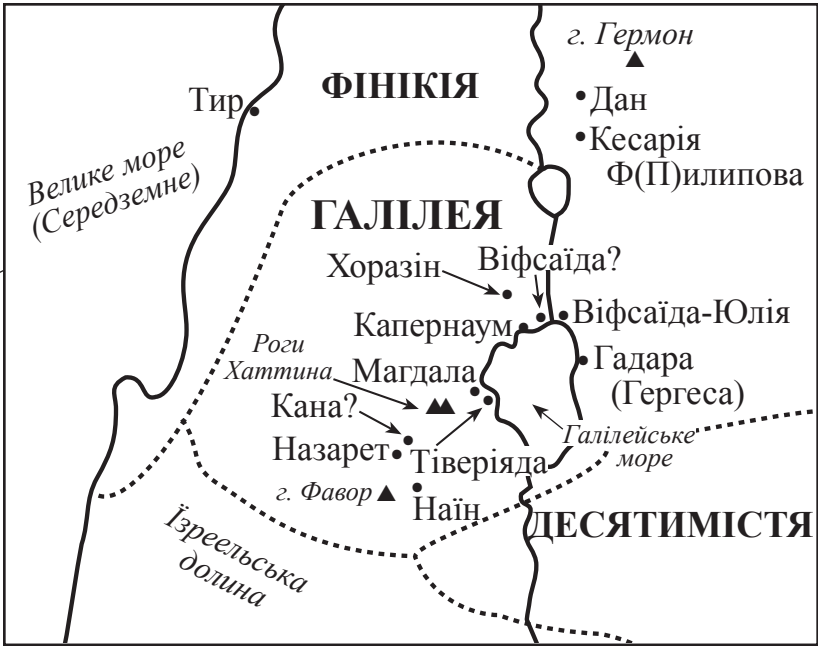 г. Гермон
Тир
ФІНІКІЯ
Дан
Кесарія
Ф(П)илипова
Велике море
(Середземне)
ГАЛІЛЕЯ
Хоразін
Віфсаїда?
Капернаум
Віфсаїда-Юлія
Роги
Хаттина
Магдала
Гадара
(Гергеса)
Кана?
Назарет
Тіверіяда
Галілейське
море
г. Фавор
Наїн
ДЕСЯТИМІСТЯ
Їзреельська
долина